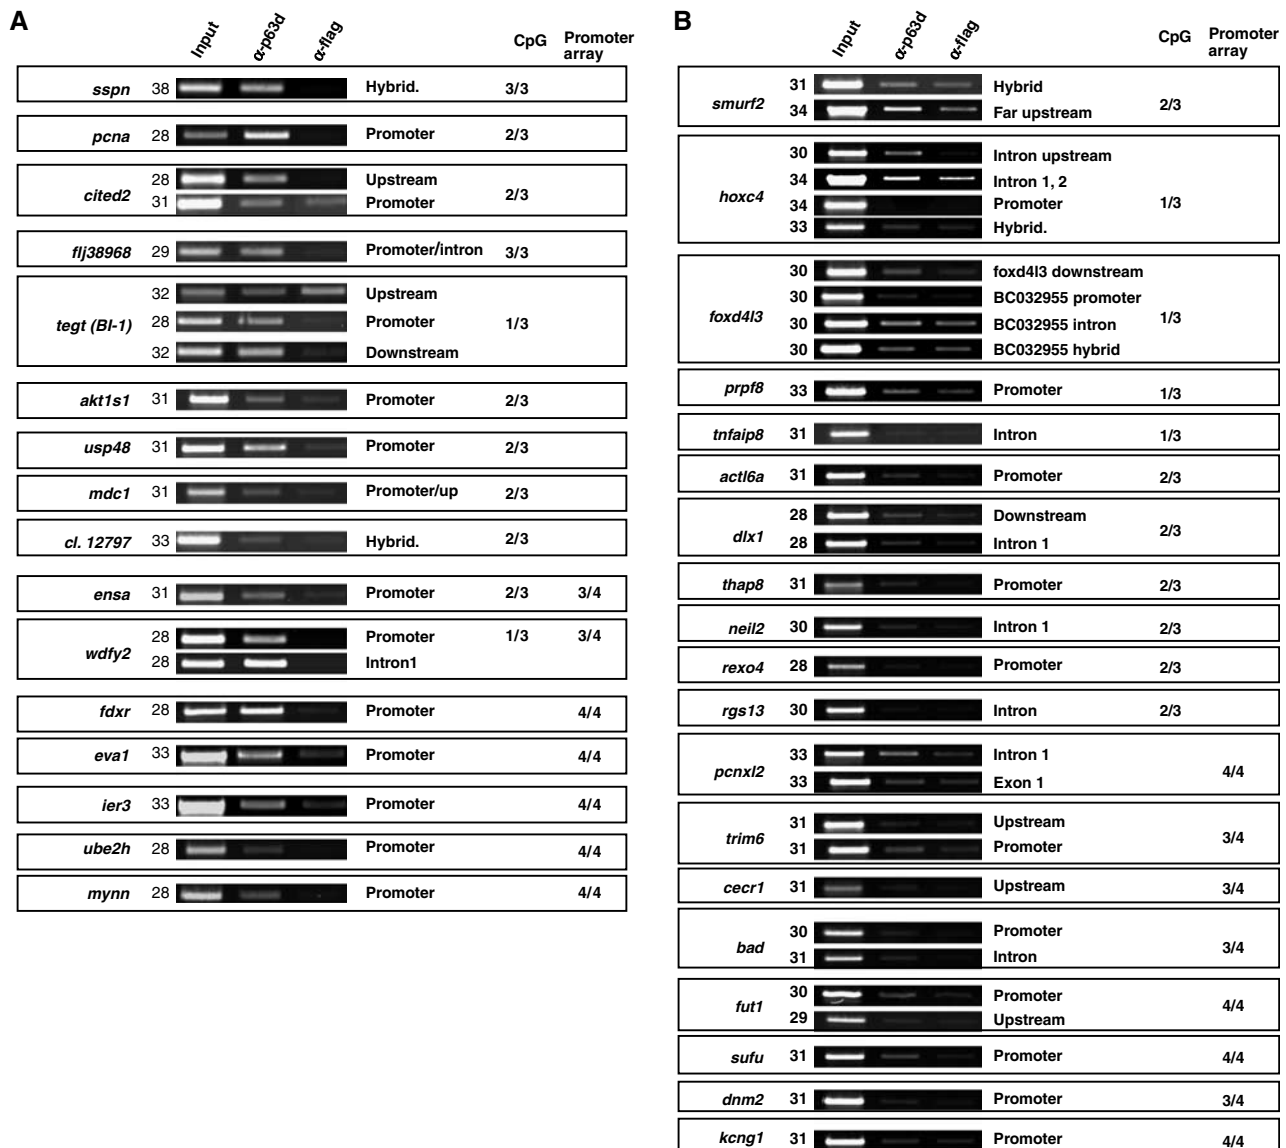 A
Input α-p63d α-flag CpG Promoter array
sspn 38 Hybrid. 3/3
pcna 28 Promoter 2/3
cited2 2/3
28 Upstream
31 Promoter
flj38968 29 Promoter/intron 3/3
tegt (BI-1) 1/3
32 Upstream
28 Promoter
32 Downstream
akt1s1 31 Promoter 2/3
usp48 31 Promoter 2/3
mdc1 31 Promoter/up 2/3
cl. 12797 33 Hybrid. 2/3
ensa 31 Promoter 2/3 3/4
wdfy2
28 Promoter 1/3 3/4
28 Intron1
fdxr 28 Promoter 4/4
eva1 33 Promoter 4/4
ier3 33 Promoter 4/4
ube2h 28 Promoter 4/4
mynn 28 Promoter 4/4
B
Input α-p63d α-flag CpG Promoter array
smurf2 2/3
31 Hybrid
34 Far upstream
hoxc4 1/3
30 Intron upstream
34 Intron 1, 2
34 Promoter
33 Hybrid.
foxd4l3 1/3
30 foxd4l3 downstream
30 BC032955 promoter
30 BC032955 intron
30 BC032955 hybrid
prpf8 33 Promoter 1/3
tnfaip8 31 Intron 1/3
actl6a 31 Promoter 2/3
dlx1 2/3
28 Downstream
28 Intron 1
thap8 31 Promoter 2/3
neil2 30 Intron 1 2/3
rexo4 28 Promoter 2/3
rgs13 30 Intron 2/3
pcnxl2 4/4
33 Intron 1
33 Exon 1
trim6 3/4
31 Upstream
31 Promoter
cecr1 31 Upstream 3/4
bad 3/4
30 Promoter
31 Intron
fut1 4/4
30 Promoter
29 Upstream
sufu 31 Promoter 4/4
dnm2 31 Promoter 3/4
kcng1 31 Promoter 4/4